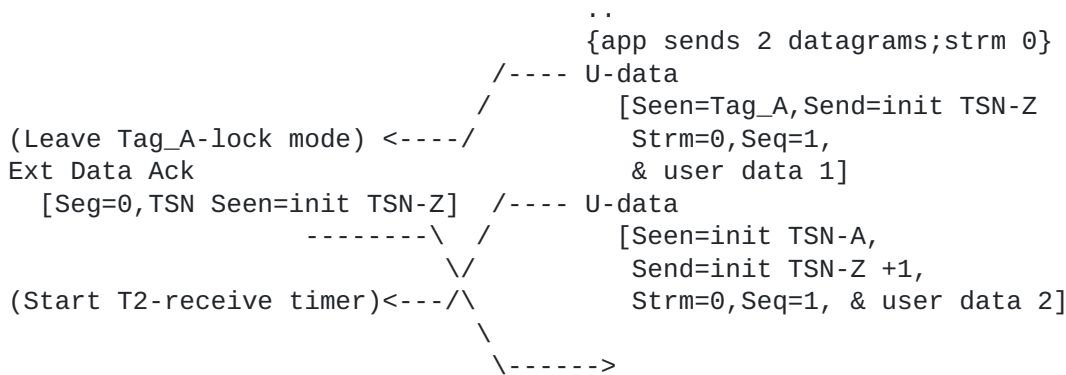 ..
                                        {app sends 2 datagrams;strm 0}
                                 /---- U-data
                                /         [Seen=Tag_A,Send=init TSN-Z
(Leave Tag_A-lock mode) <----/           Strm=0,Seq=1,
Ext Data Ack                             & user data 1]
  [Seg=0,TSN Seen=init TSN-Z]  /---- U-data
                    --------\  /         [Seen=init TSN-A,
                             \/          Send=init TSN-Z +1,
(Start T2-receive timer)<---/\           Strm=0,Seq=1, & user data 2]
                               \
                                \------>